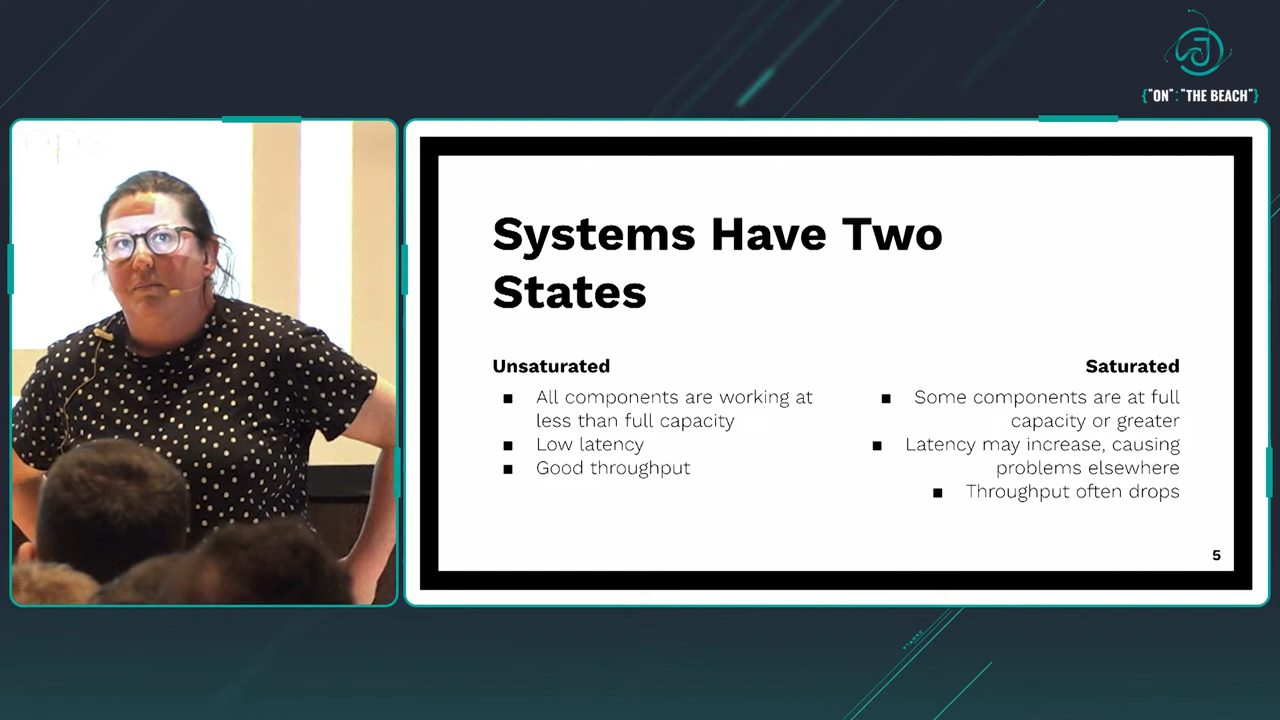 {"ON":"THE BEACH"}
ops
Systems Have Two
States
Unsaturated
■ All components are working at
less than full capacity
■ Low latency
■ Good throughput
Saturated
■ Some components are at full
capacity or greater
■ Latency may increase, causing
problems elsewhere
■ Throughput often drops
5